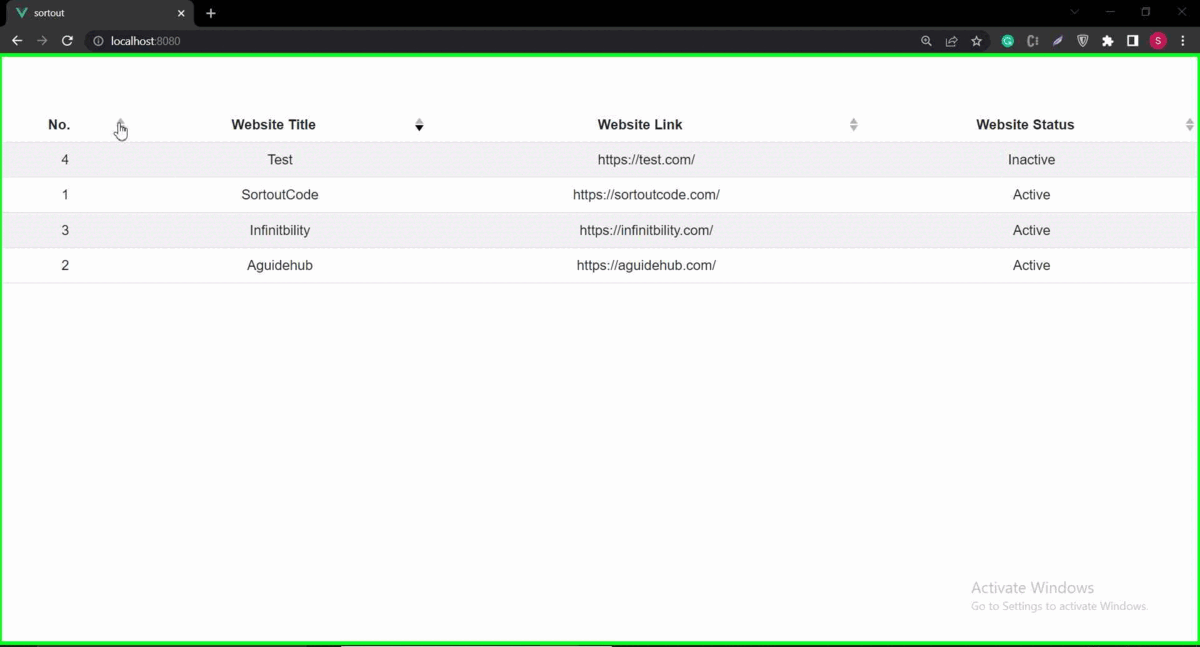 sortout
localhost:8080
S
No. Website Title Website Link Website Status
4 Test https://test.com/ Inactive
1 SortoutCode https://sortoutcode.com/ Active
3 Infinitbility https://infinitbility.com/ Active
2 Aguidehub https://aguidehub.com/ Active
Activate Windows
Go to Settings to activate Windows.